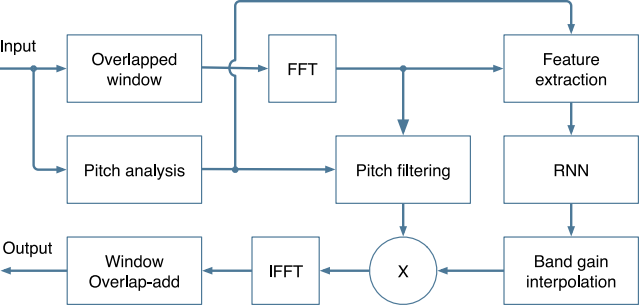 Input
Overlapped
window
FFT
Feature
extraction
Pitch analysis
Pitch filtering
RNN
Output
Window
Overlap-add
IFFT
X
Band gain
interpolation